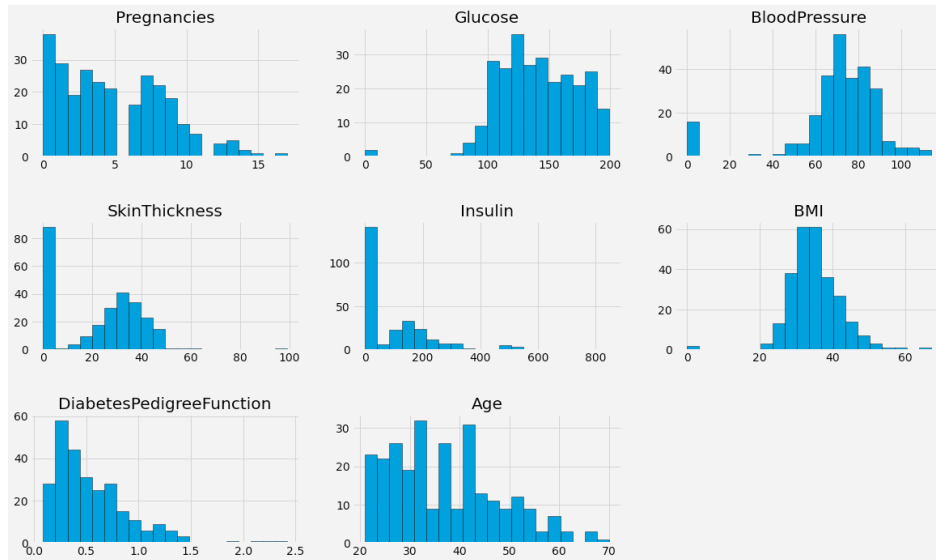 Pregnancies
30
20
10
0
0 5 10 15
Glucose
30
20
10
0
0 50 100 150 200
BloodPressure
40
20
0
0 20 40 60 80 100
SkinThickness
80
60
40
20
0
0 20 40 60 80 100
Insulin
100
50
0
0 200 400 600 800
BMI
60
40
20
0
0 20 40 60
DiabetesPedigreeFunction
60
40
20
0
0.0 0.5 1.0 1.5 2.0 2.5
Age
30
20
10
0
20 30 40 50 60 70